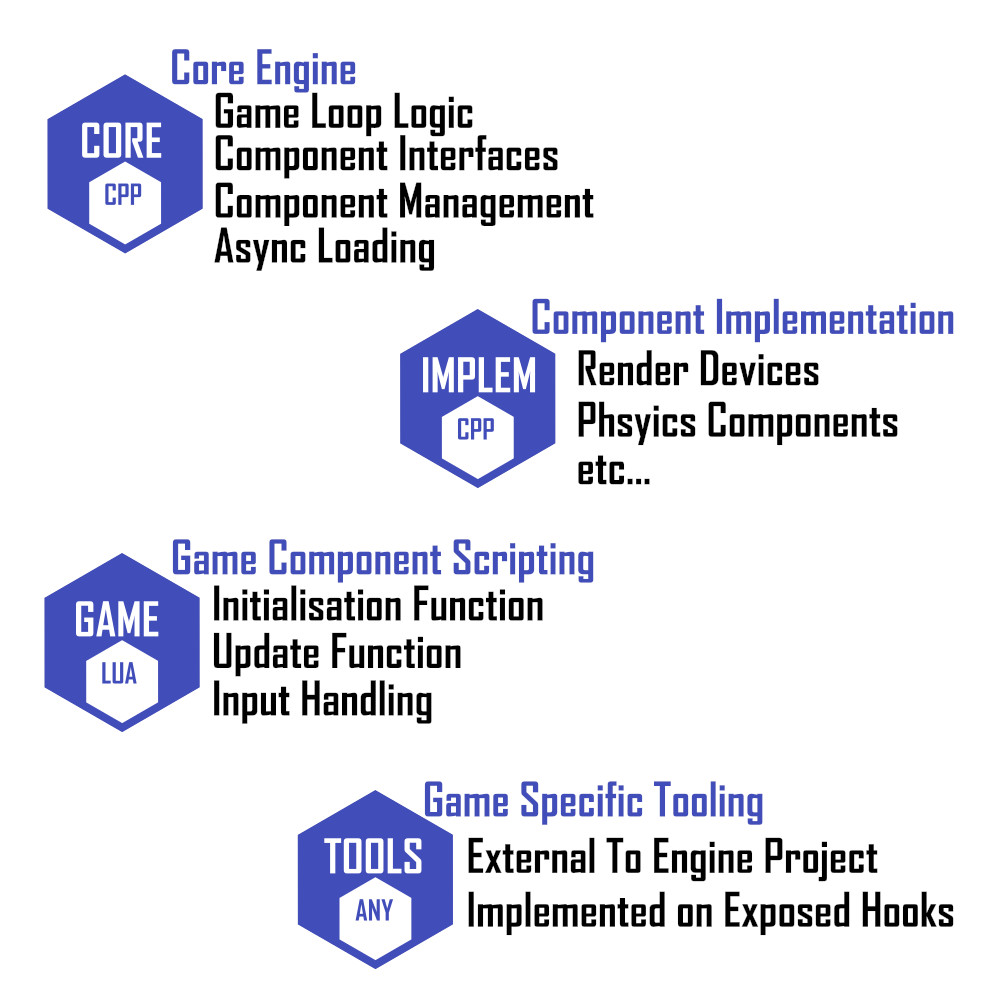 Core Engine
CORE
CPP
Game Loop Logic
Component Interfaces
Component Management
Async Loading
Component Implementation
IMPLEM
CPP
Render Devices
Phsyics Components
etc...
Game Component Scripting
GAME
LUA
Initialisation Function
Update Function
Input Handling
Game Specific Tooling
TOOLS
ANY
External To Engine Project
Implemented on Exposed Hooks